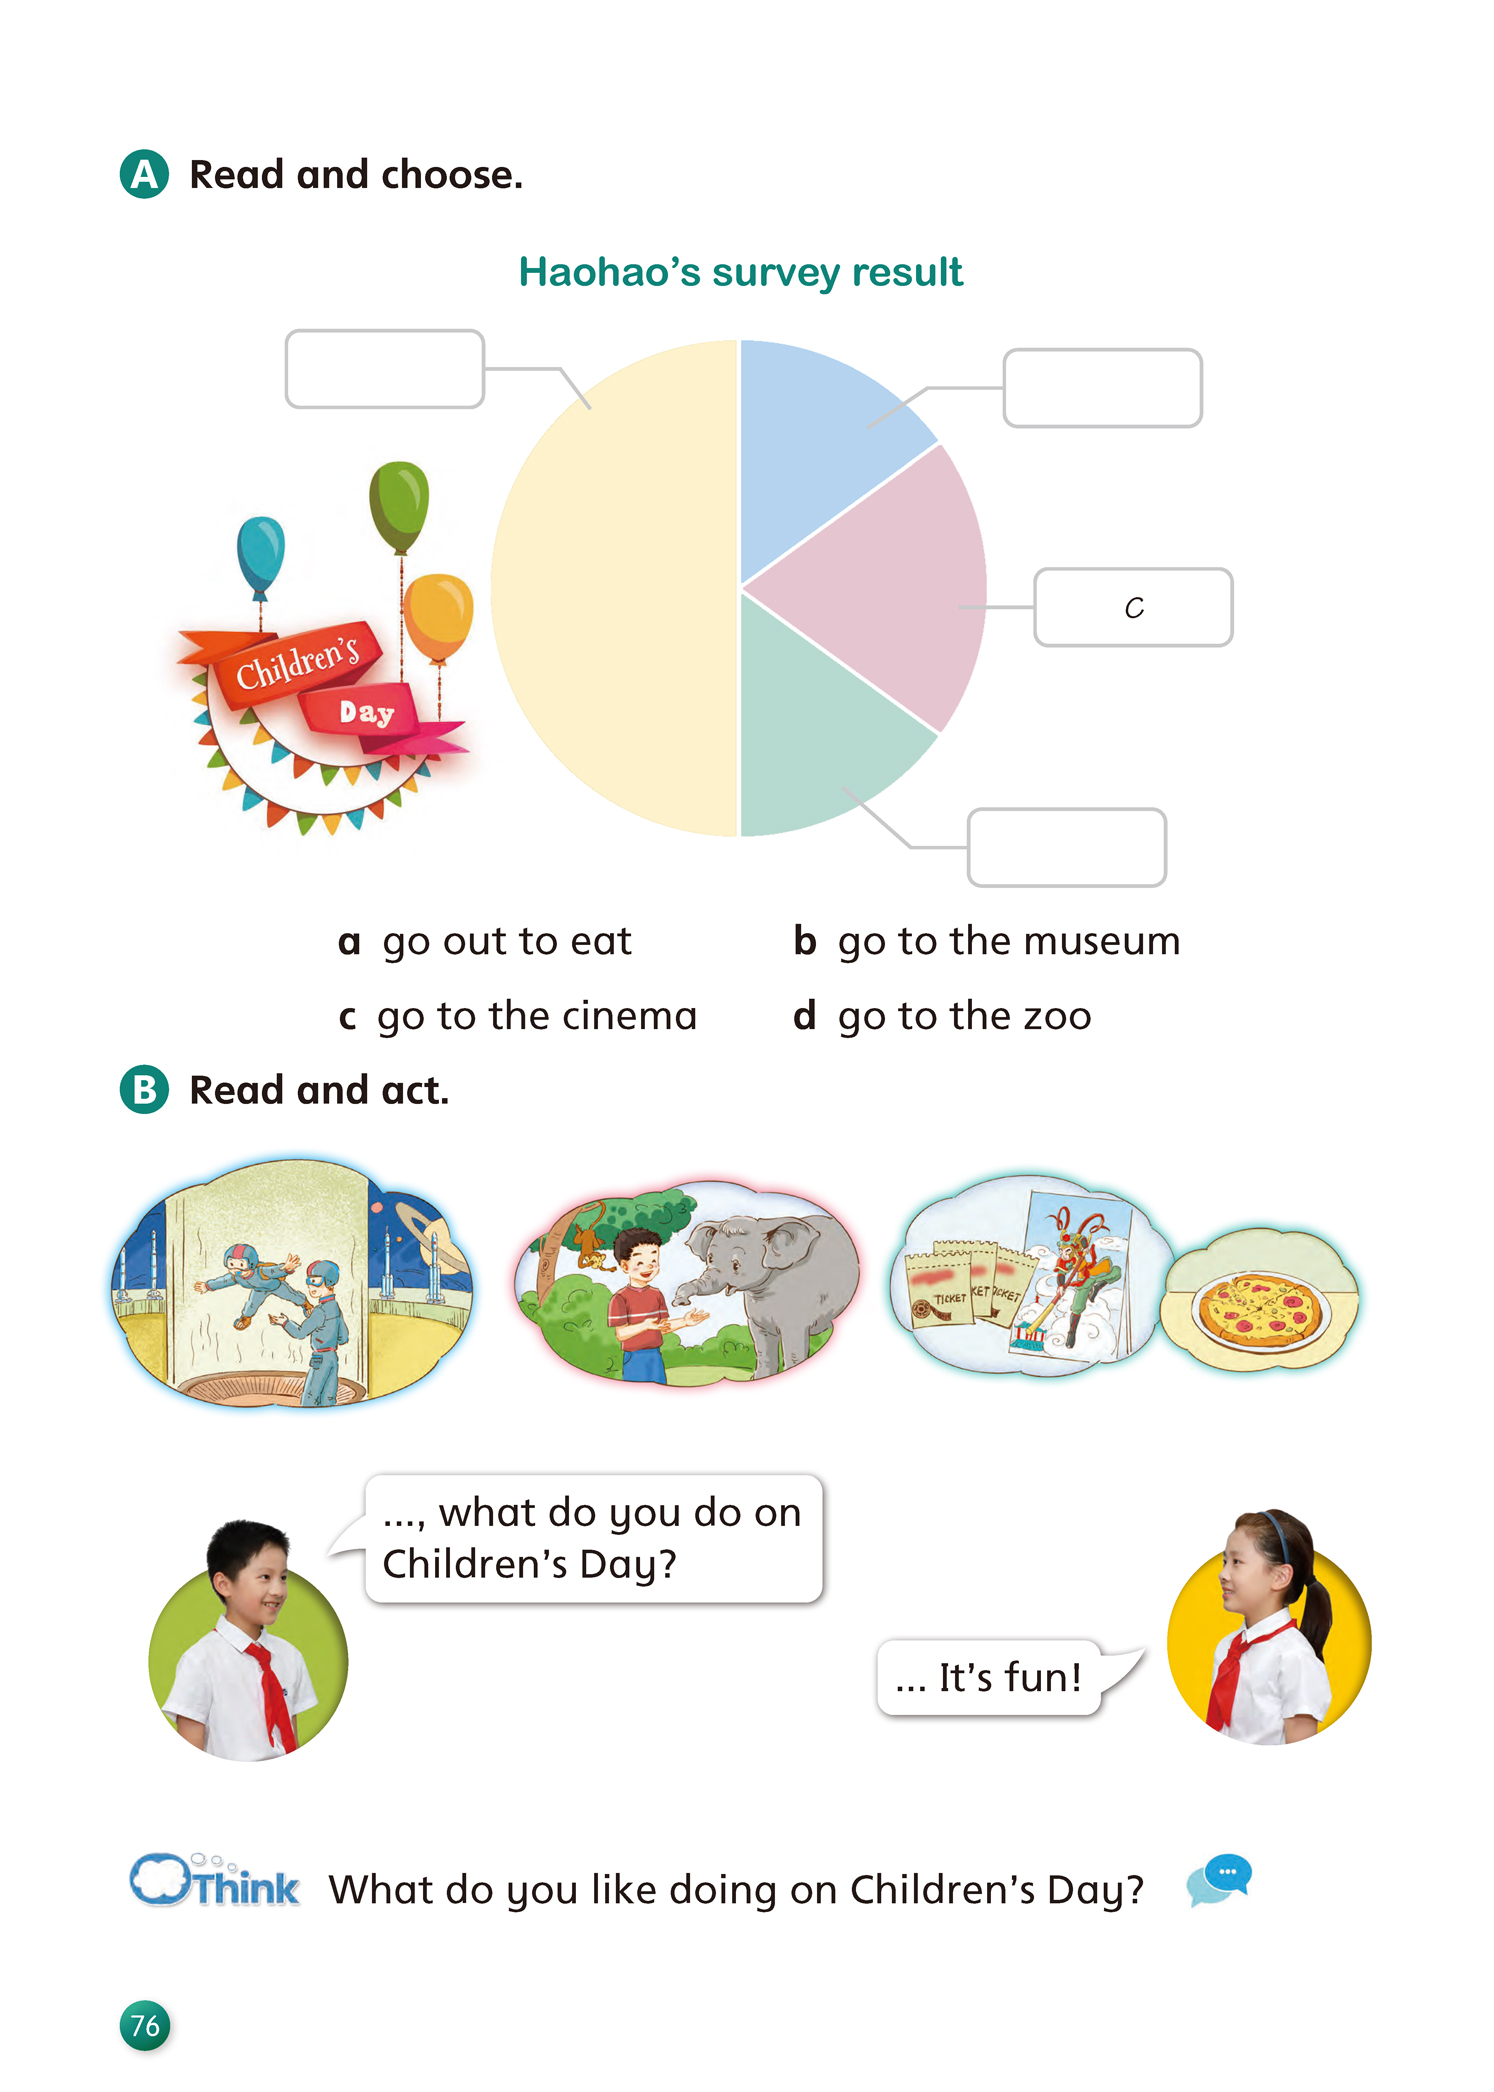 A Read and choose.
Haohao's survey result
c
Children's
Day
a go out to eat
b go to the museum
c go to the cinema
d go to the zoo
B Read and act.
TICKET
KET
ICKET
..., what do you do on
Children's Day?
... It's fun!
Think What do you like doing on Children's Day?
76